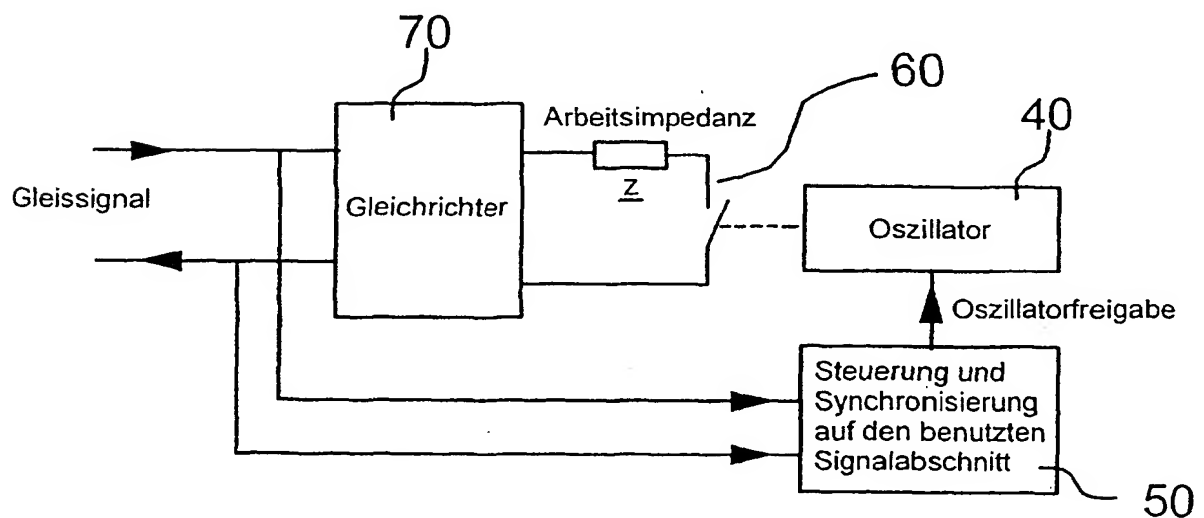 70
60
Arbeitsimpedanz
40
Z
Gleissignal
Gleichrichter
Oszillator
Oszillatorfreigabe
Steuerung und
Synchronisierung
auf den benutzten
Signalabschnitt
50